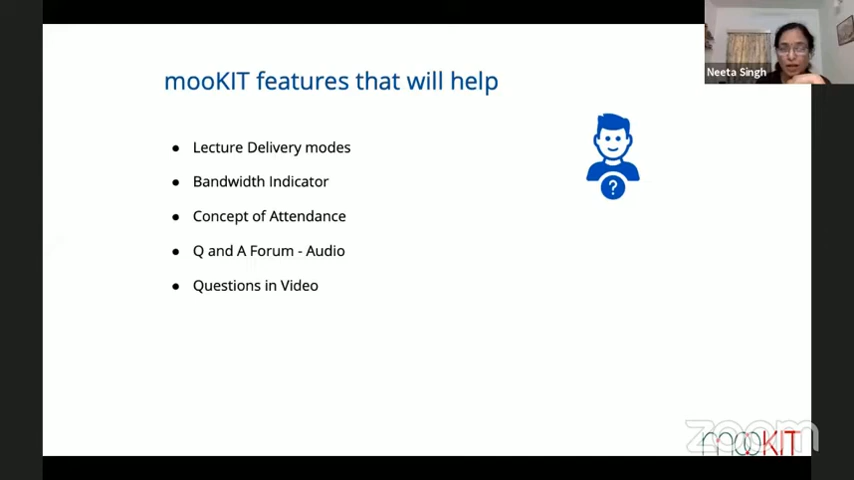 mooKIT features that will help
Neeta Singh
● Lecture Delivery modes
● Bandwidth Indicator
● Concept of Attendance
● Q and A Forum - Audio
● Questions in Video
?
zoom
mooKIT